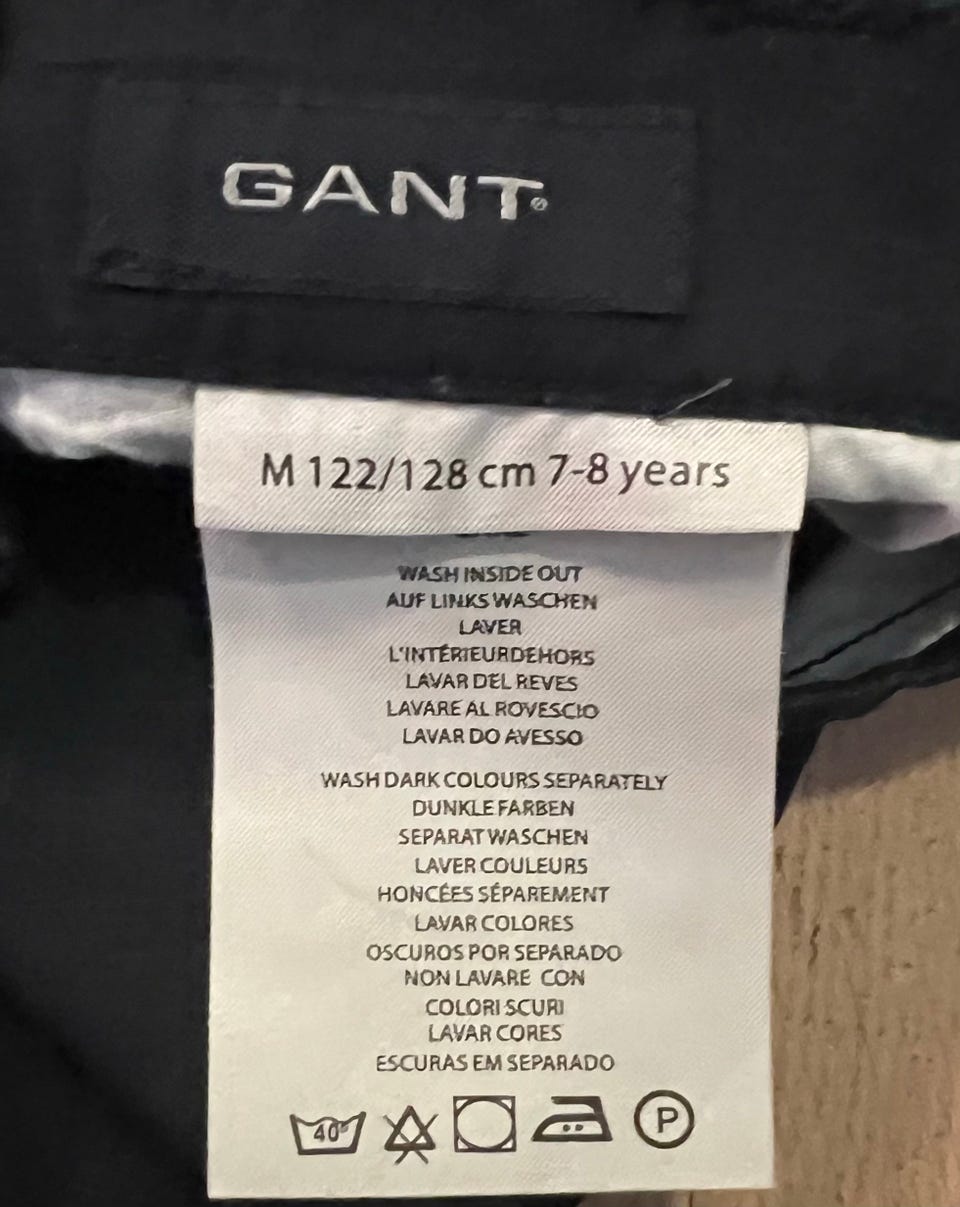 GANT
M 122/128 cm 7-8 years
WASH INSIDE OUT
AUF LINKS WASCHEN
LAVER
L'INTÉRIEURDEHORS
LAVAR DEL REVES
LAVARE AL ROVESCIO
LAVAR DO AVESSO
WASH DARK COLOURS SEPARATELY
DUNKLE FARBEN
SEPARAT WASCHEN
LAVER COULEURS
HONCÉES SÉPAREMENT
LAVAR COLORES
OSCUROS POR SEPARADO
NON LAVARE CON
COLORI SCURI
LAVAR CORES
ESCURAS EM SEPARADO
40° P